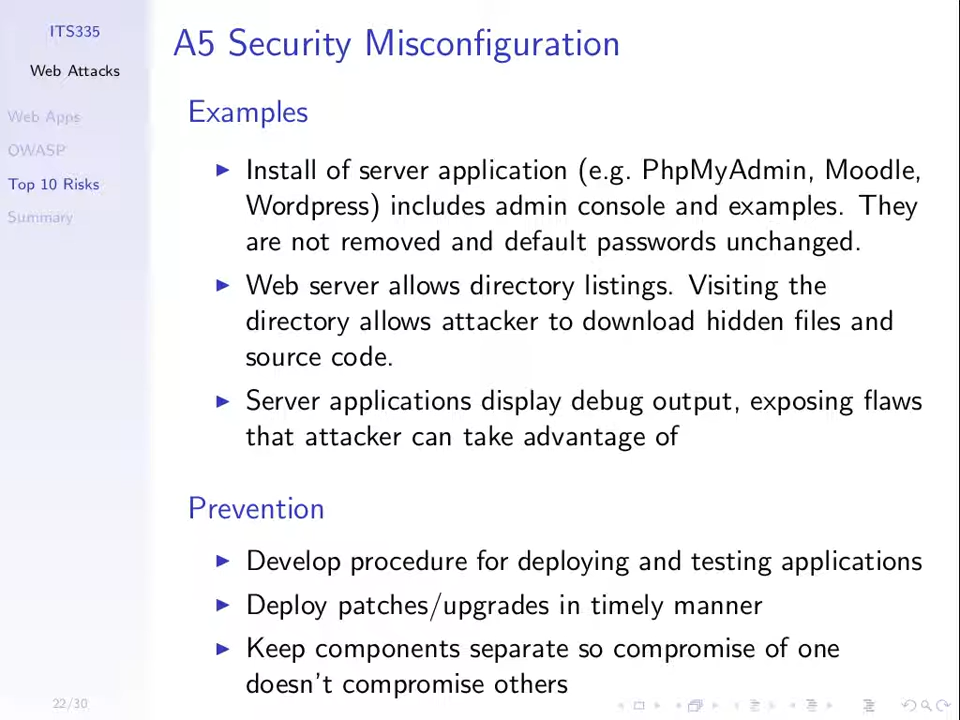 ITS335
Web Attacks
Web Apps
OWASP
Top 10 Risks
Summary
A5 Security Misconfiguration
Examples
Install of server application (e.g. PhpMyAdmin, Moodle,
Wordpress) includes admin console and examples. They
are not removed and default passwords unchanged.
Web server allows directory listings. Visiting the
directory allows attacker to download hidden files and
source code.
Server applications display debug output, exposing flaws
that attacker can take advantage of
Prevention
Develop procedure for deploying and testing applications
Deploy patches/upgrades in timely manner
Keep components separate so compromise of one
doesn't compromise others
22/30